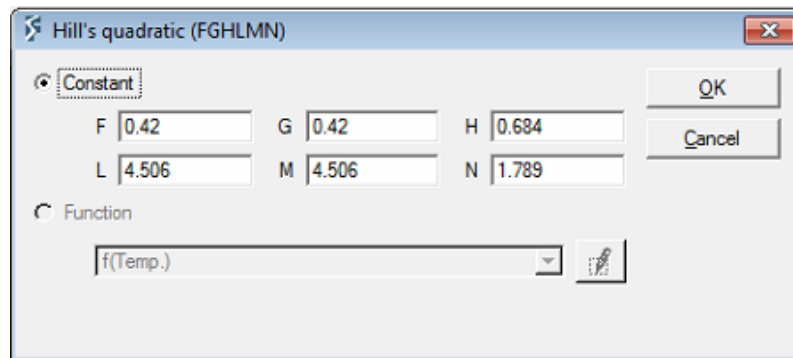 Hill's quadratic (FGHLMN)
Constant
OK
F 0.42 G 0.42 H 0.684
Cancel
L 4.506 M 4.506 N 1.789
Function
f(Temp.)